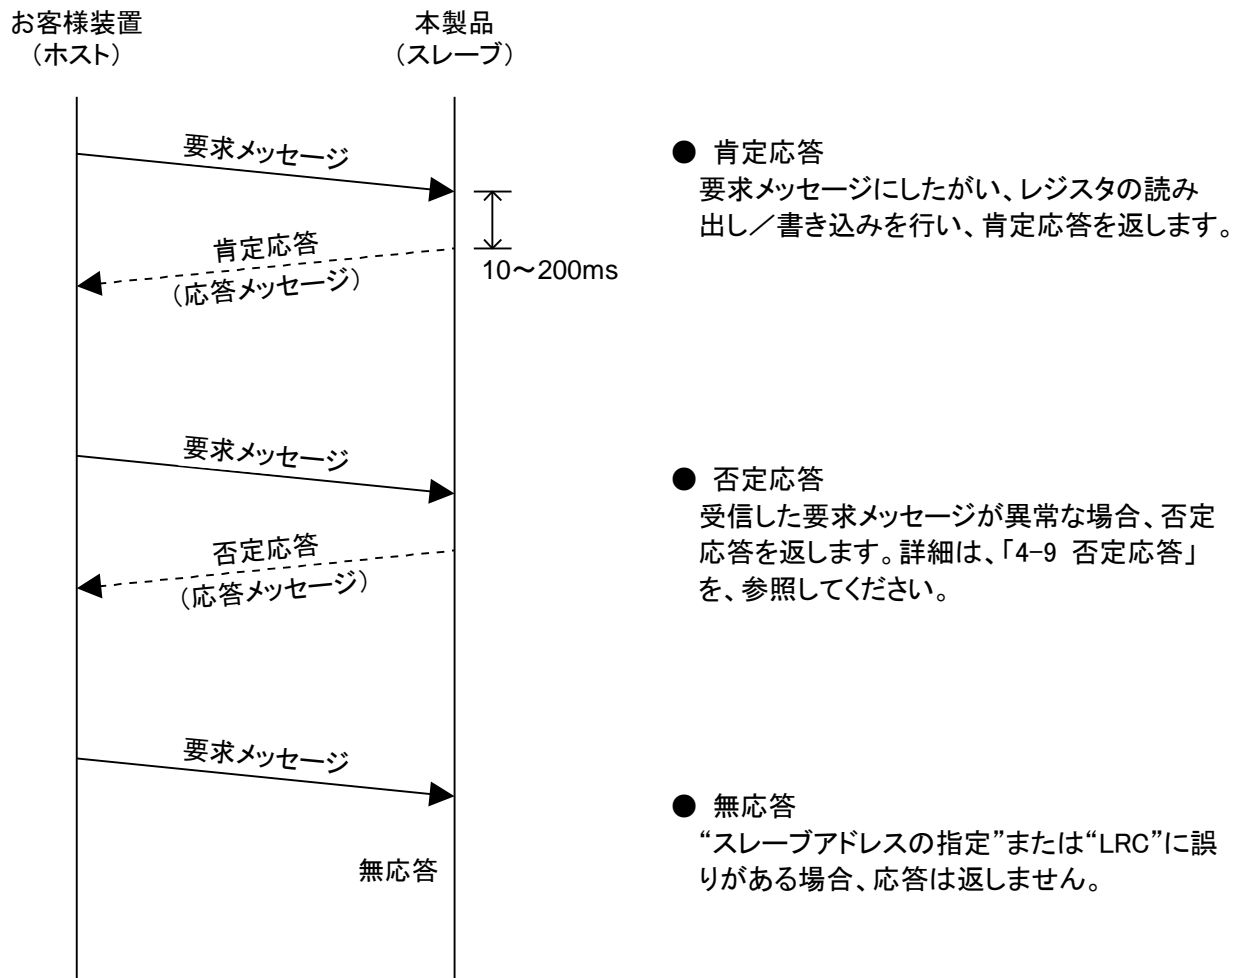 お客様装置
（ホスト）
本製品
（スレーブ）
要求メッセージ
肯定応答
（応答メッセージ）
10～200ms
● 肯定応答
要求メッセージにしたがい、レジスタの読み
出し／書き込みを行い、肯定応答を返します。
要求メッセージ
否定応答
（応答メッセージ）
● 否定応答
受信した要求メッセージが異常な場合、否定
応答を返します。詳細は、「4-9 否定応答」
を、参照してください。
要求メッセージ
無応答
● 無応答
“スレーブアドレスの指定”または“LRC”に誤
りがある場合、応答は返しません。